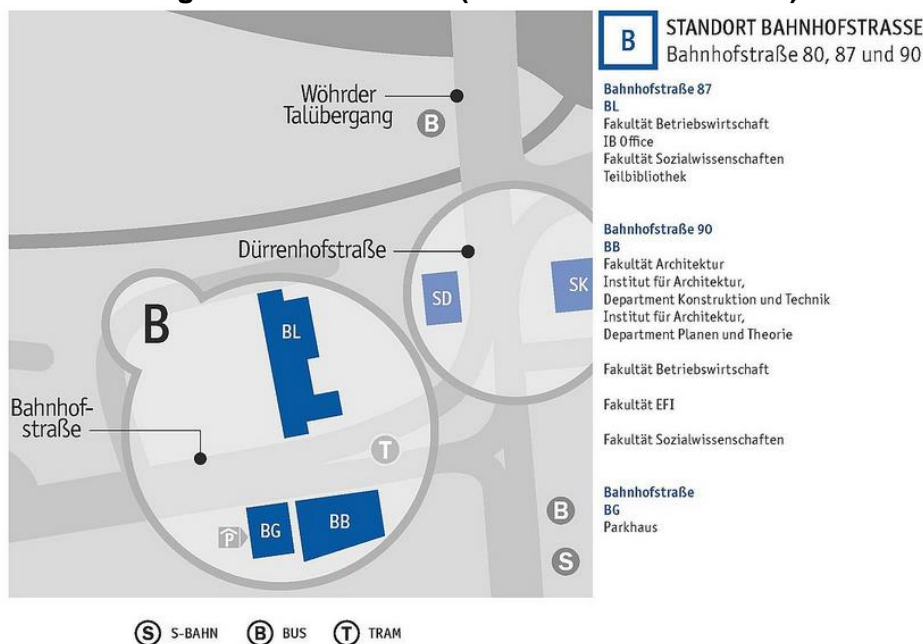 Wöhrder
Talübergang
B
Dürrenhofstraße
SD
SK
B
BL
Bahnhof-
straße
T
P
BG
BB
B
S
S S-BAHN B BUS T TRAM
B
STANDORT BAHNHOFSTRASSE
Bahnhofstraße 80, 87 und 90
Bahnhofstraße 87
BL
Fakultät Betriebswirtschaft
IB Office
Fakultät Sozialwissenschaften
Teilbibliothek
Bahnhofstraße 90
BB
Fakultät Architektur
Institut für Architektur,
Department Konstruktion und Technik
Institut für Architektur,
Department Planen und Theorie
Fakultät Betriebswirtschaft
Fakultät EFI
Fakultät Sozialwissenschaften
Bahnhofstraße
BG
Parkhaus